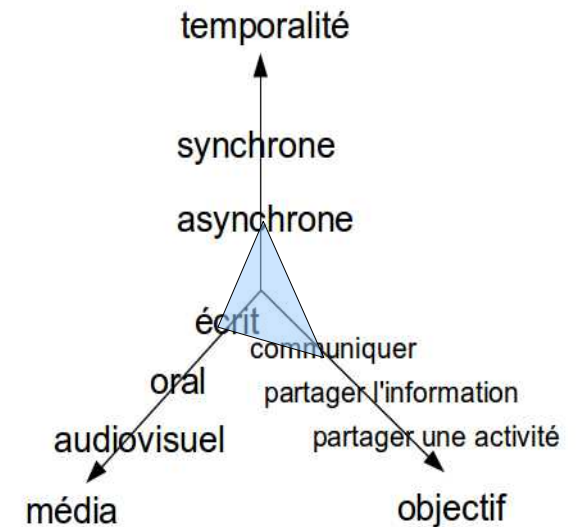 temporalité
synchrone
asynchrone
écrit
communiquer
oral
partager l'information
audiovisuel
partager une activité
média
objectif